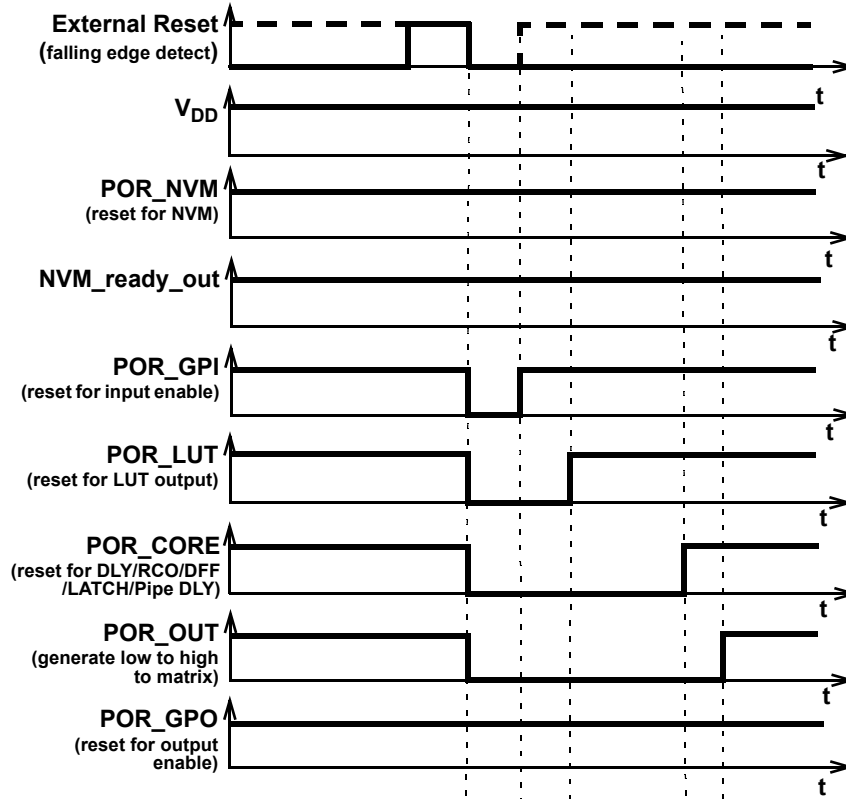 External Reset
(falling edge detect)
t
VDD
t
POR_NVM
(reset for NVM)
t
NVM_ready_out
t
POR_GPI
(reset for input enable)
t
POR_LUT
(reset for LUT output)
t
POR_CORE
(reset for DLY/RCO/DFF
/LATCH/Pipe DLY)
t
POR_OUT
(generate low to high
to matrix)
t
POR_GPO
(reset for output
enable)
t